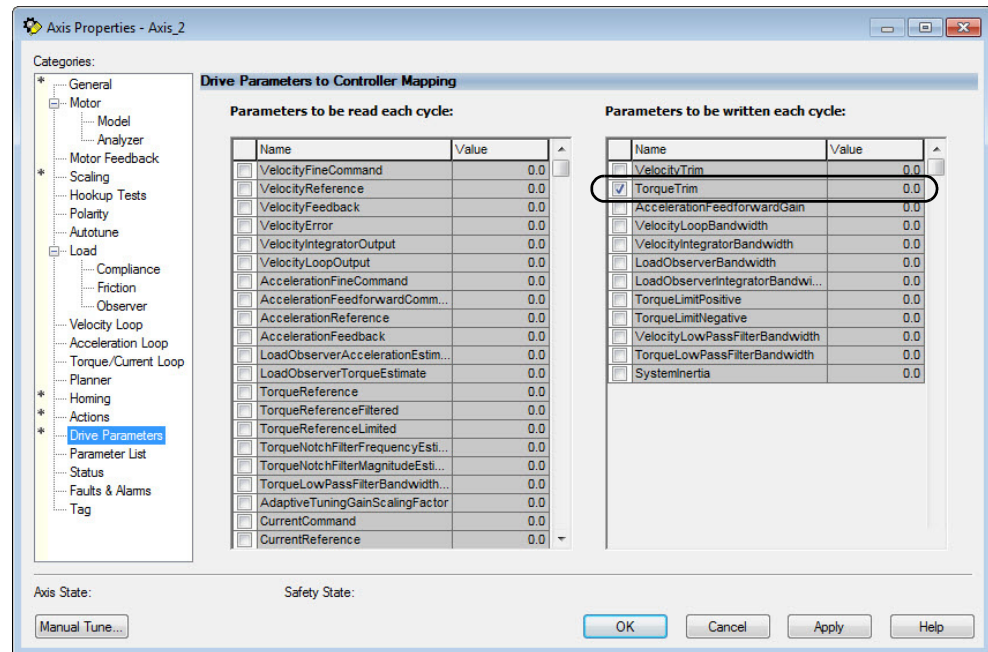 Axis Properties - Axis_2
Categories:
General
Motor
Model
Analyzer
Motor Feedback
Scaling
Hookup Tests
Polarity
Autotune
Load
Compliance
Friction
Observer
Velocity Loop
Acceleration Loop
Torque/Current Loop
Planner
Homing
Actions
Drive Parameters
Parameter List
Status
Faults & Alarms
Tag
Drive Parameters to Controller Mapping
Parameters to be read each cycle:
Name Value
VelocityFineCommand 0.0
VelocityReference 0.0
VelocityFeedback 0.0
VelocityError 0.0
VelocityIntegratorOutput 0.0
VelocityLoopOutput 0.0
AccelerationFineCommand 0.0
AccelerationFeedforwardComm... 0.0
AccelerationReference 0.0
AccelerationFeedback 0.0
LoadObserverAccelerationEstim... 0.0
LoadObserverTorqueEstimate 0.0
TorqueReference 0.0
TorqueReferenceFiltered 0.0
TorqueReferenceLimited 0.0
TorqueNotchFilterFrequencyEsti... 0.0
TorqueNotchFilterMagnitudeEsti... 0.0
TorqueLowPassFilterBandwidth... 0.0
AdaptiveTuningGainScalingFactor 0.0
CurrentCommand 0.0
CurrentReference 0.0
Parameters to be written each cycle:
Name Value
VelocityTrim 0.0
TorqueTrim 0.0
AccelerationFeedforwardGain 0.0
VelocityLoopBandwidth 0.0
VelocityIntegratorBandwidth 0.0
LoadObserverBandwidth 0.0
LoadObserverIntegratorBandwi... 0.0
TorqueLimitPositive 0.0
TorqueLimitNegative 0.0
VelocityLowPassFilterBandwidth 0.0
TorqueLowPassFilterBandwidth 0.0
SystemInertia 0.0
Axis State:
Safety State:
Manual Tune...
OK
Cancel
Apply
Help